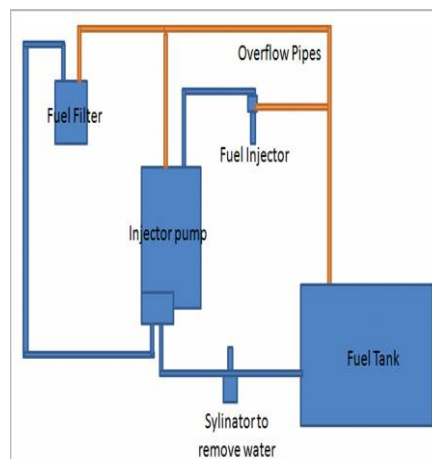 Overflow Pipes
Fuel Filter
Fuel Injector
Injector pump
Fuel Tank
Sylinator to
remove water